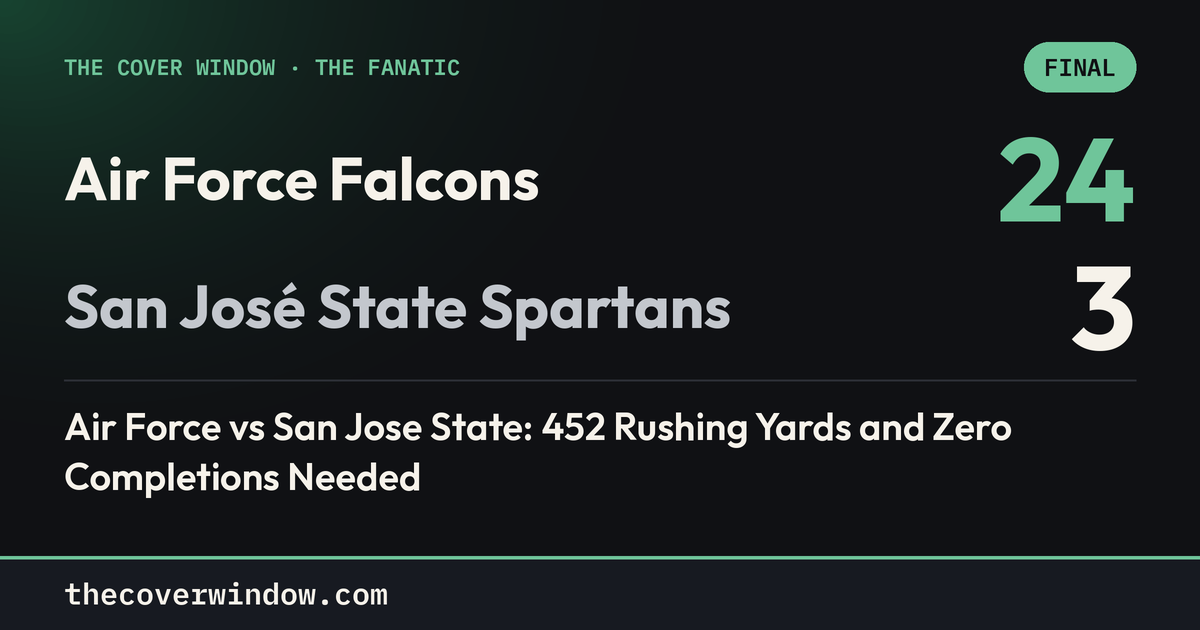 THE COVER WINDOW · THE FANATIC
FINAL
Air Force Falcons
24
San José State Spartans
3
Air Force vs San Jose State: 452 Rushing Yards and Zero
Completions Needed
thecoverwindow.com